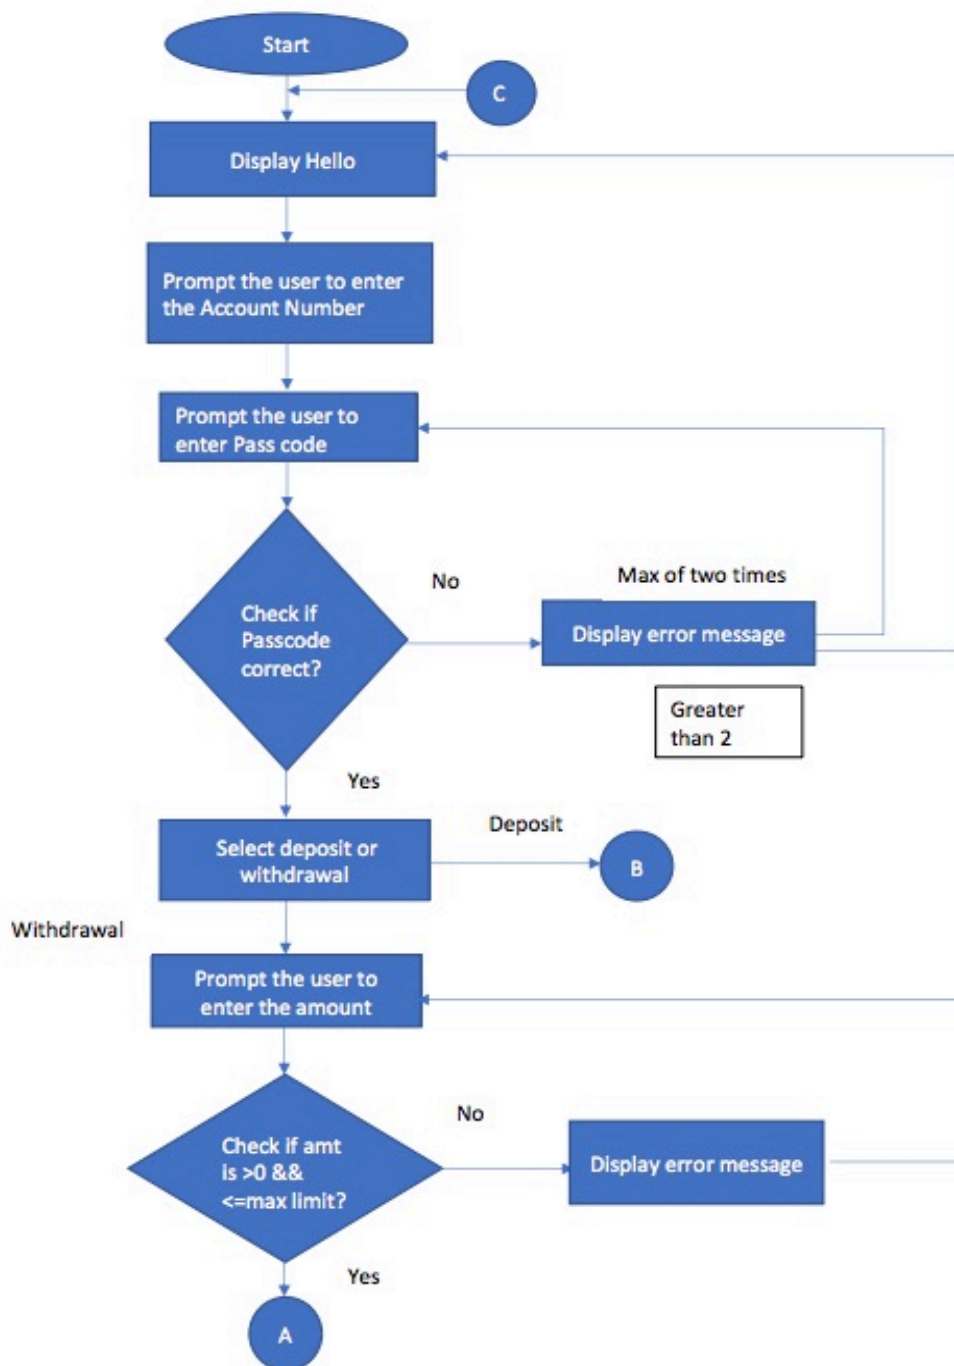 Start
C
Display Hello
Prompt the user to enter
the Account Number
Prompt the user to
enter Pass code
No
Max of two times
Check if
Passcode
correct?
Display error message
Greater
than 2
Yes
Deposit
Select deposit or
withdrawal
B
Withdrawal
Prompt the user to
enter the amount
No
Check if amt
is >0 &&
<=max limit?
Display error message
Yes
A